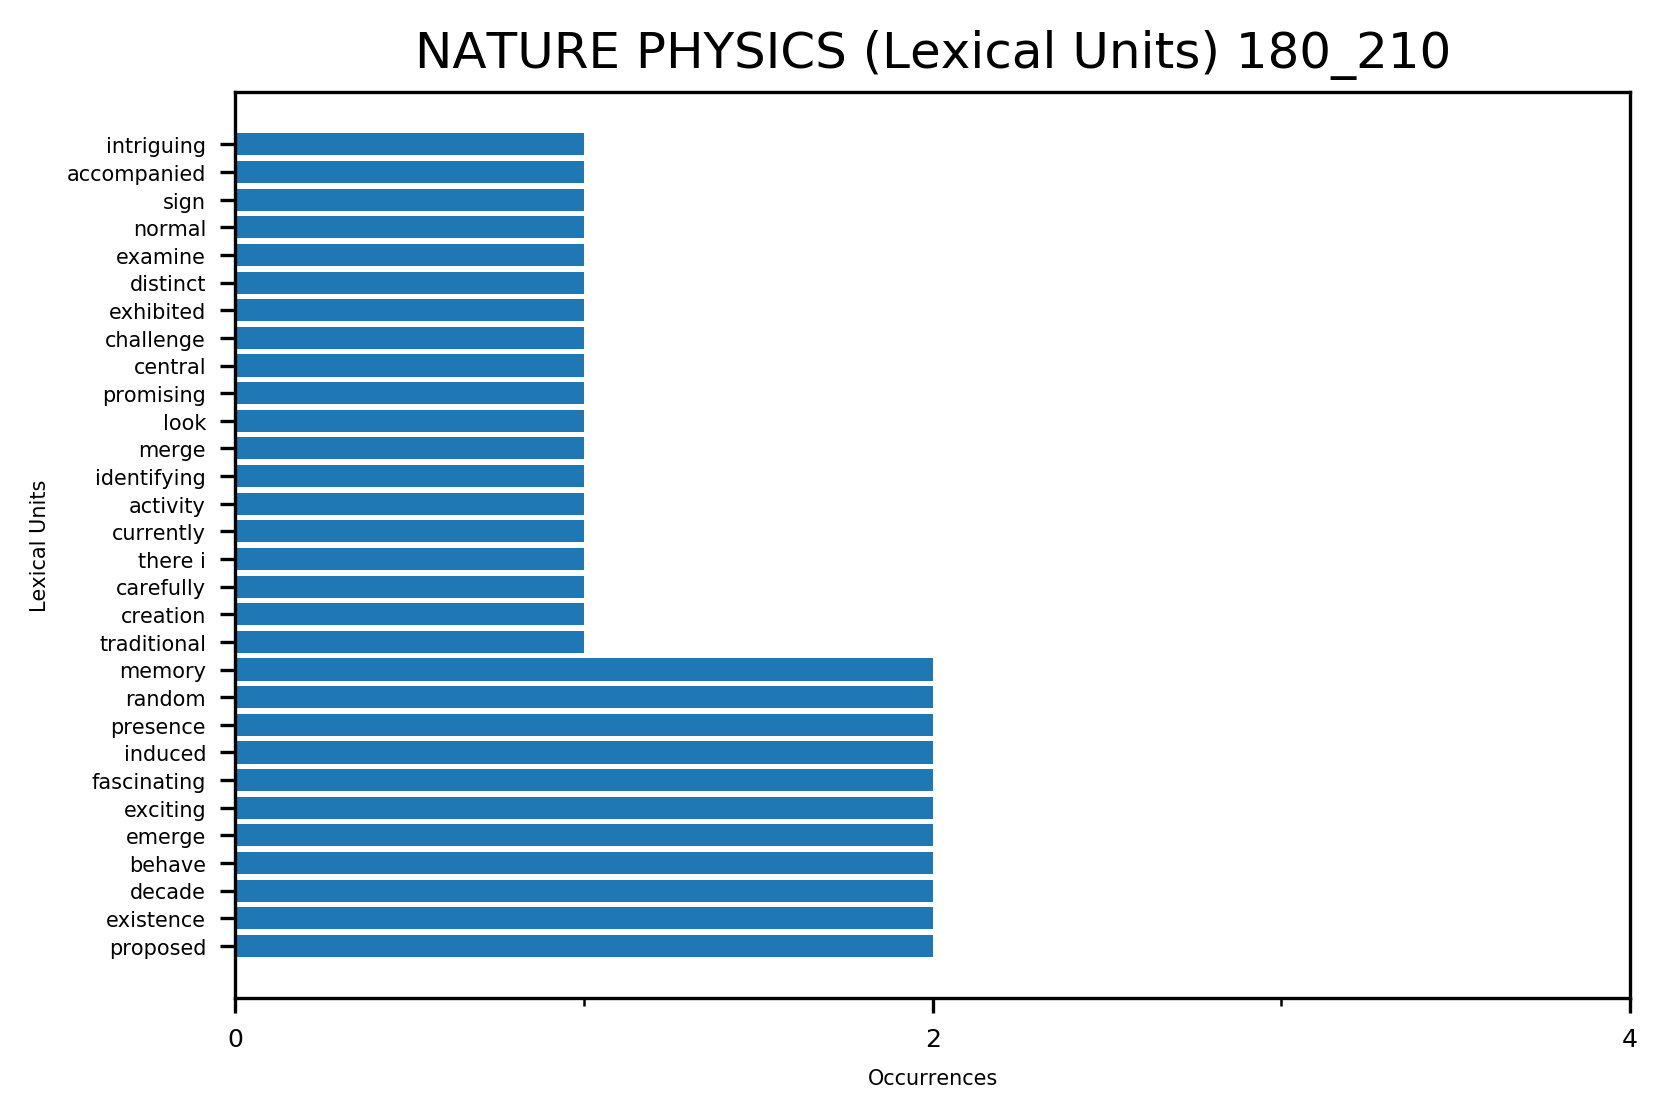 NATURE PHYSICS (Lexical Units) 180_210
intriguing
accompanied
sign
normal
examine
distinct
exhibited
challenge
central
promising
look
merge
identifying
activity
currently
there i
carefully
creation
traditional
memory
random
presence
induced
fascinating
exciting
emerge
behave
decade
existence
proposed
Lexical Units
0 2 4
Occurrences